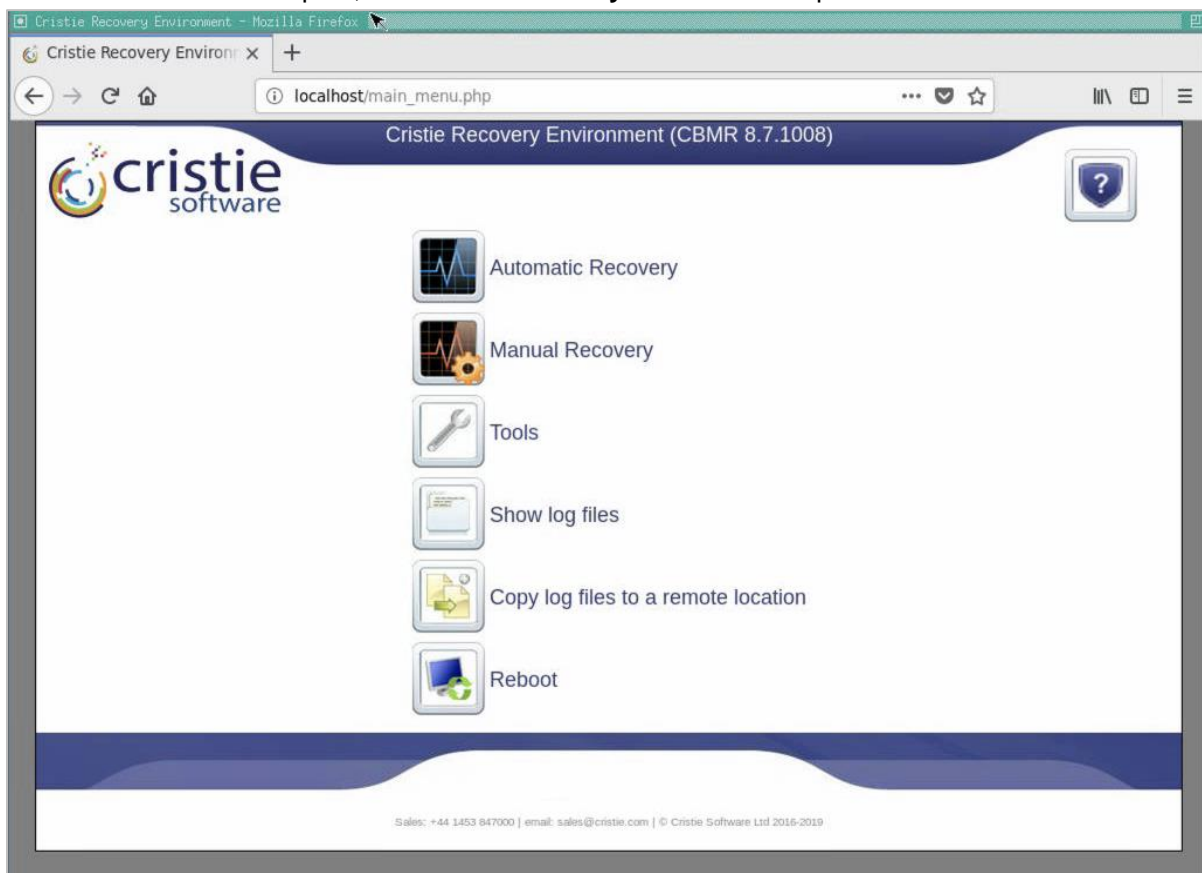 Cristie Recovery Environment - Mozilla Firefox
Cristie Recovery Environ
localhost/main_menu.php
Cristie Recovery Environment (CBMR 8.7.1008)
cristie
software
?
Automatic Recovery
Manual Recovery
Tools
Show log files
Copy log files to a remote location
Reboot
Sales: +44 1453 847000 | email: sales@cristie.com | © Cristie Software Ltd 2016-2019